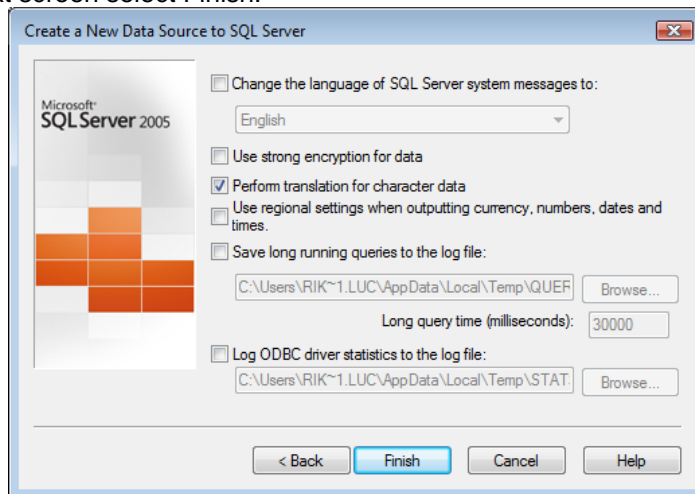 screen select Finish.
Create a New Data Source to SQL Server
Microsoft
SQL Server 2005
Change the language of SQL Server system messages to:
English
Use strong encryption for data
Perform translation for character data
Use regional settings when outputting currency, numbers, dates and
times.
Save long running queries to the log file:
C:\Users\RIK~1.LUC\AppData\Local\Temp\QUER
Browse...
Long query time (milliseconds):
30000
Log ODBC driver statistics to the log file:
C:\Users\RIK~1.LUC\AppData\Local\Temp\STAT.
Browse...
< Back
Finish
Cancel
Help